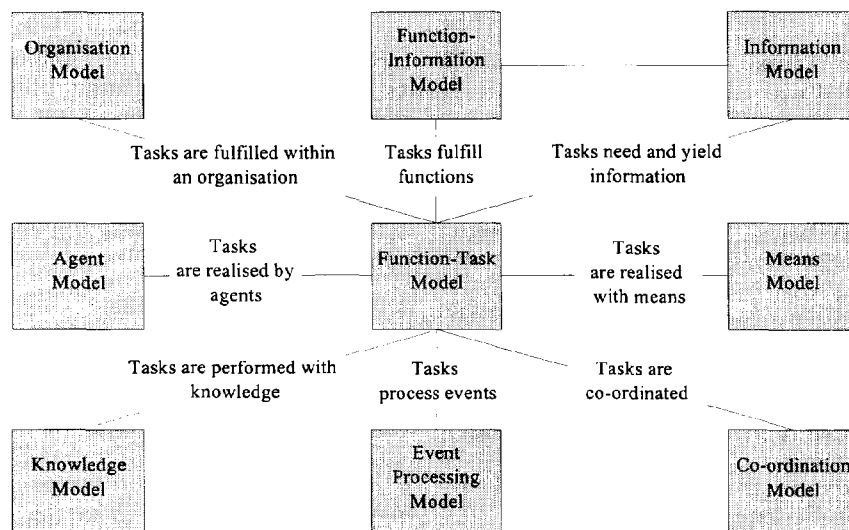 Organisation
Model
Function-
Information
Model
Information
Model
Tasks are fulfilled within
an organisation
Tasks fulfill
functions
Tasks need and yield
information
Agent
Model
Tasks
are realised by
agents
Function-Task
Model
Tasks
are realised
with means
Means
Model
Tasks are performed with
knowledge
Tasks
process events
Tasks are
co-ordinated
Knowledge
Model
Event
Processing
Model
Co-ordination
Model